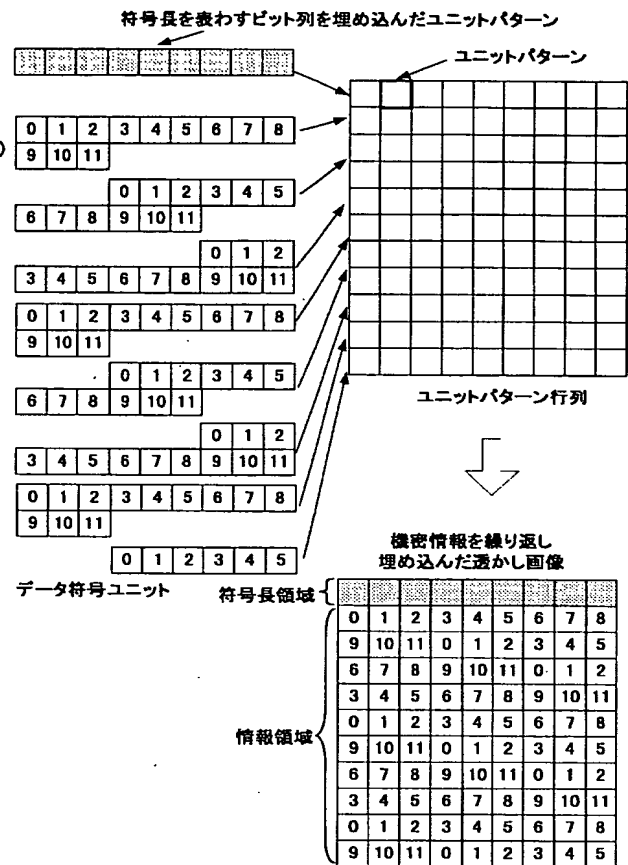 符号長を表わすビット列を埋め込んだユニットパターン
ユニットパターン
0 1 2 3 4 5 6 7 8
9 10 11
0 1 2 3 4 5
6 7 8 9 10 11
0 1 2
3 4 5 6 7 8 9 10 11
0 1 2 3 4 5 6 7 8
9 10 11
0 1 2 3 4 5
6 7 8 9 10 11
0 1 2
3 4 5 6 7 8 9 10 11
0 1 2 3 4 5 6 7 8
9 10 11
0 1 2 3 4 5
データ符号ユニット
ユニットパターン行列
機密情報を繰り返し
埋め込んだ透かし画像
符号長領域
情報領域
0 1 2 3 4 5 6 7 8
9 10 11 0 1 2 3 4 5
6 7 8 9 10 11 0 1 2
3 4 5 6 7 8 9 10 11
0 1 2 3 4 5 6 7 8
9 10 11 0 1 2 3 4 5
6 7 8 9 10 11 0 1 2
3 4 5 6 7 8 9 10 11
0 1 2 3 4 5 6 7 8
9 10 11 0 1 2 3 4 5